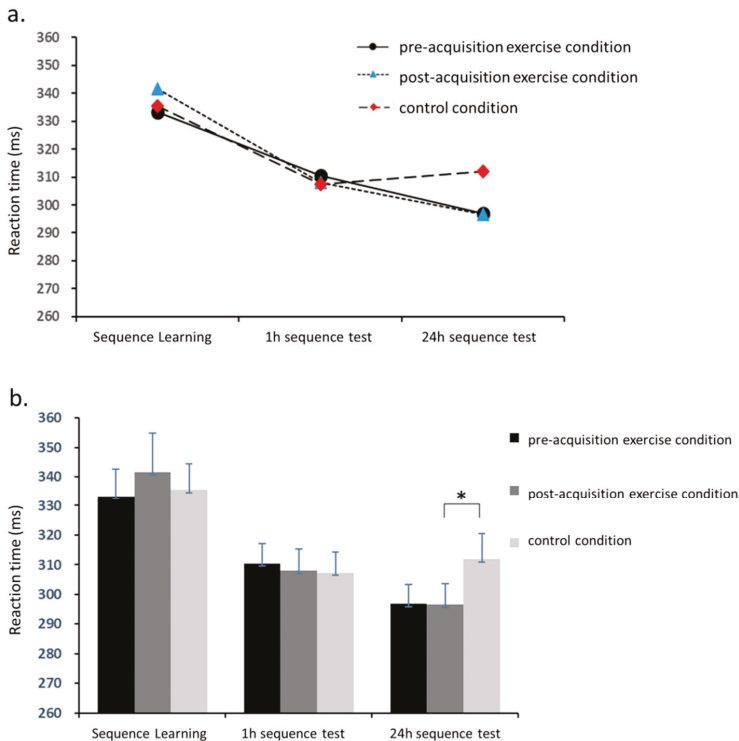 a.
360
350
340
330
320
310
300
290
280
270
260
Reaction time (ms)
pre-acquisition exercise condition
post-acquisition exercise condition
control condition
Sequence Learning
1h sequence test
24h sequence test
b.
360
350
340
330
320
310
300
290
280
270
260
Reaction time (ms)
pre-acquisition exercise condition
post-acquisition exercise condition
control condition
*
Sequence Learning
1h sequence test
24h sequence test